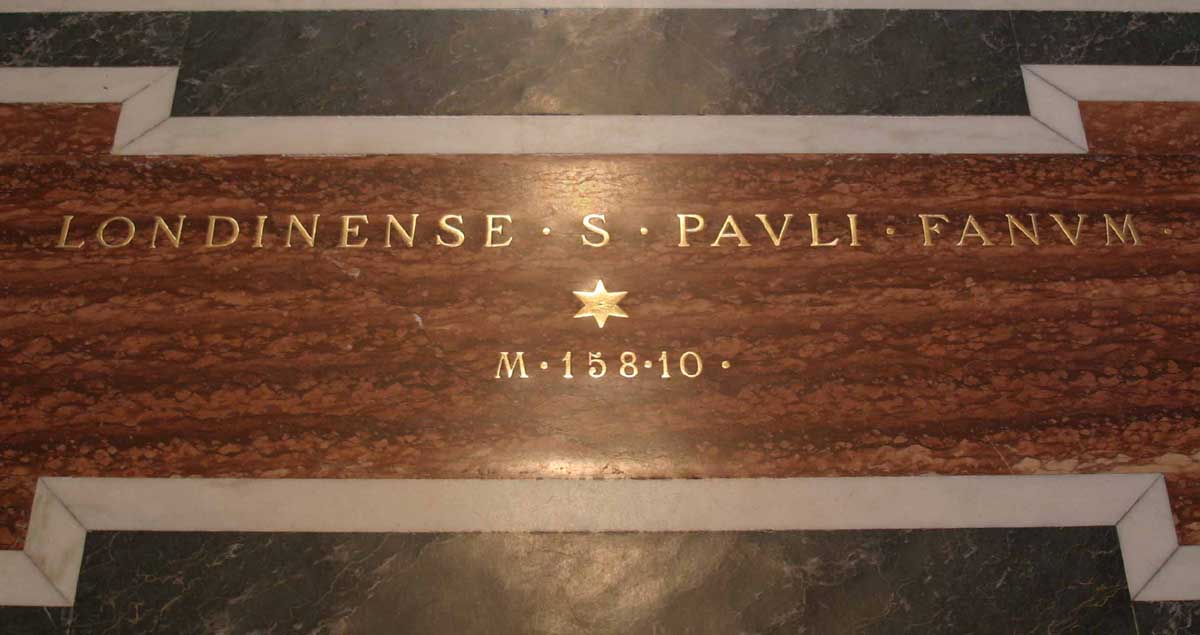 LONDINENSE · S · PAVLI · FANVM ·
M · 158·10 ·